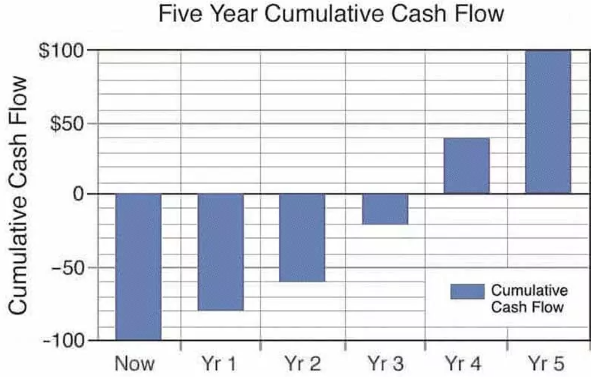 Five Year Cumulative Cash Flow
Cumulative Cash Flow
$100
$50
0
-50
-100
Cumulative
Cash Flow
Now Yr 1 Yr 2 Yr 3 Yr 4 Yr 5